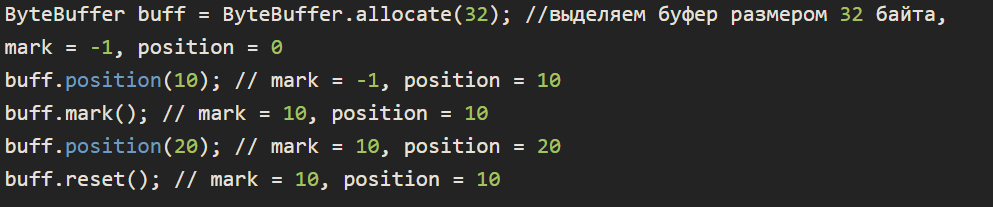 ByteBuffer buff = ByteBuffer.allocate(32); //выделяем буфер размером 32 байта,
mark = -1, position = 0
buff.position(10); // mark = -1, position = 10
buff.mark(); // mark = 10, position = 10
buff.position(20); // mark = 10, position = 20
buff.reset(); // mark = 10, position = 10